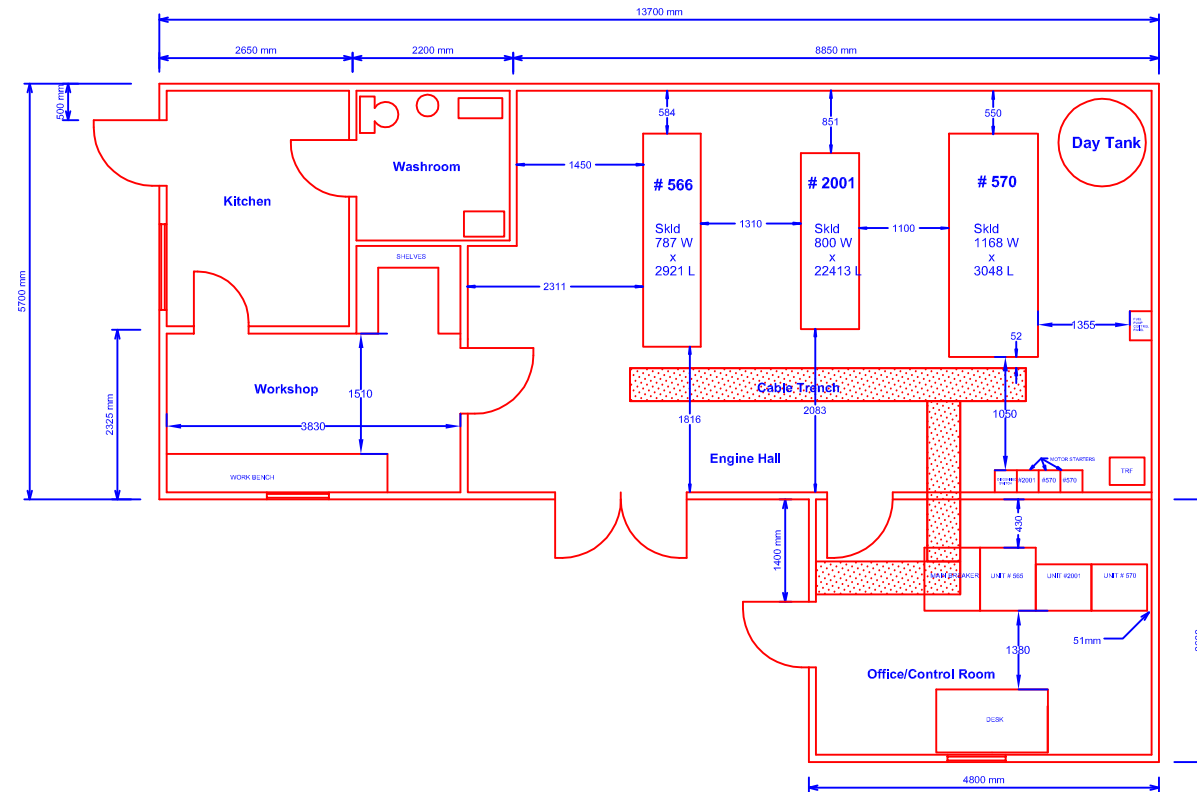 13700 mm
2650 mm
2200 mm
8850 mm
500 mm
584
851
550
Day Tank
Washroom
1450
# 566
# 2001
# 570
Kitchen
Skld
787 W
x
2921 L
1310
Skld
800 W
x
22413 L
1100
Skld
1168 W
x
3048 L
SHELVES
5700 mm
2311
1355
52
Workshop
1510
Cable Trench
2325 mm
3830
1816
2083
1050
Engine Hall
MOTOR STARTERS
WORK BENCH
#2001
#570
#570
TRF
430
1400 mm
MAIN BREAKER
UNIT # 565
UNIT #2001
UNIT # 570
51mm
1380
Office/Control Room
DESK
4800 mm